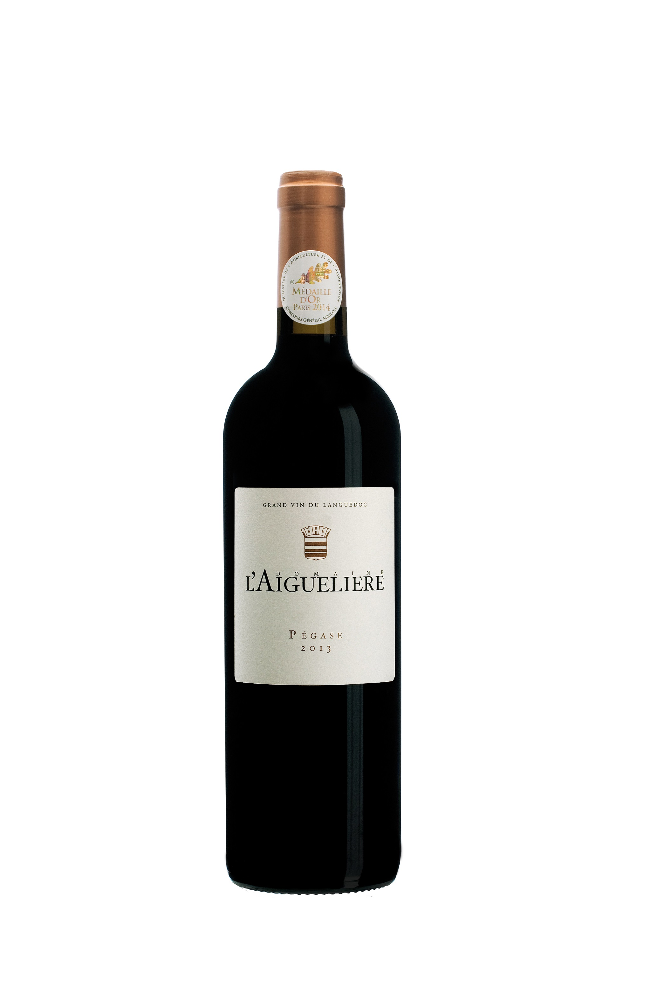 MINISTÈRE DE L'AGRICULTURE ET DE L'ALIMENTATION
®
MÉDAILLE
D'OR
PARIS 2014
CONCOURS GÉNÉRAL AGRICOLE
GRAND VIN DU LANGUEDOC
DOMAINE
L'AIGUELIERE
PÉGASE
2013